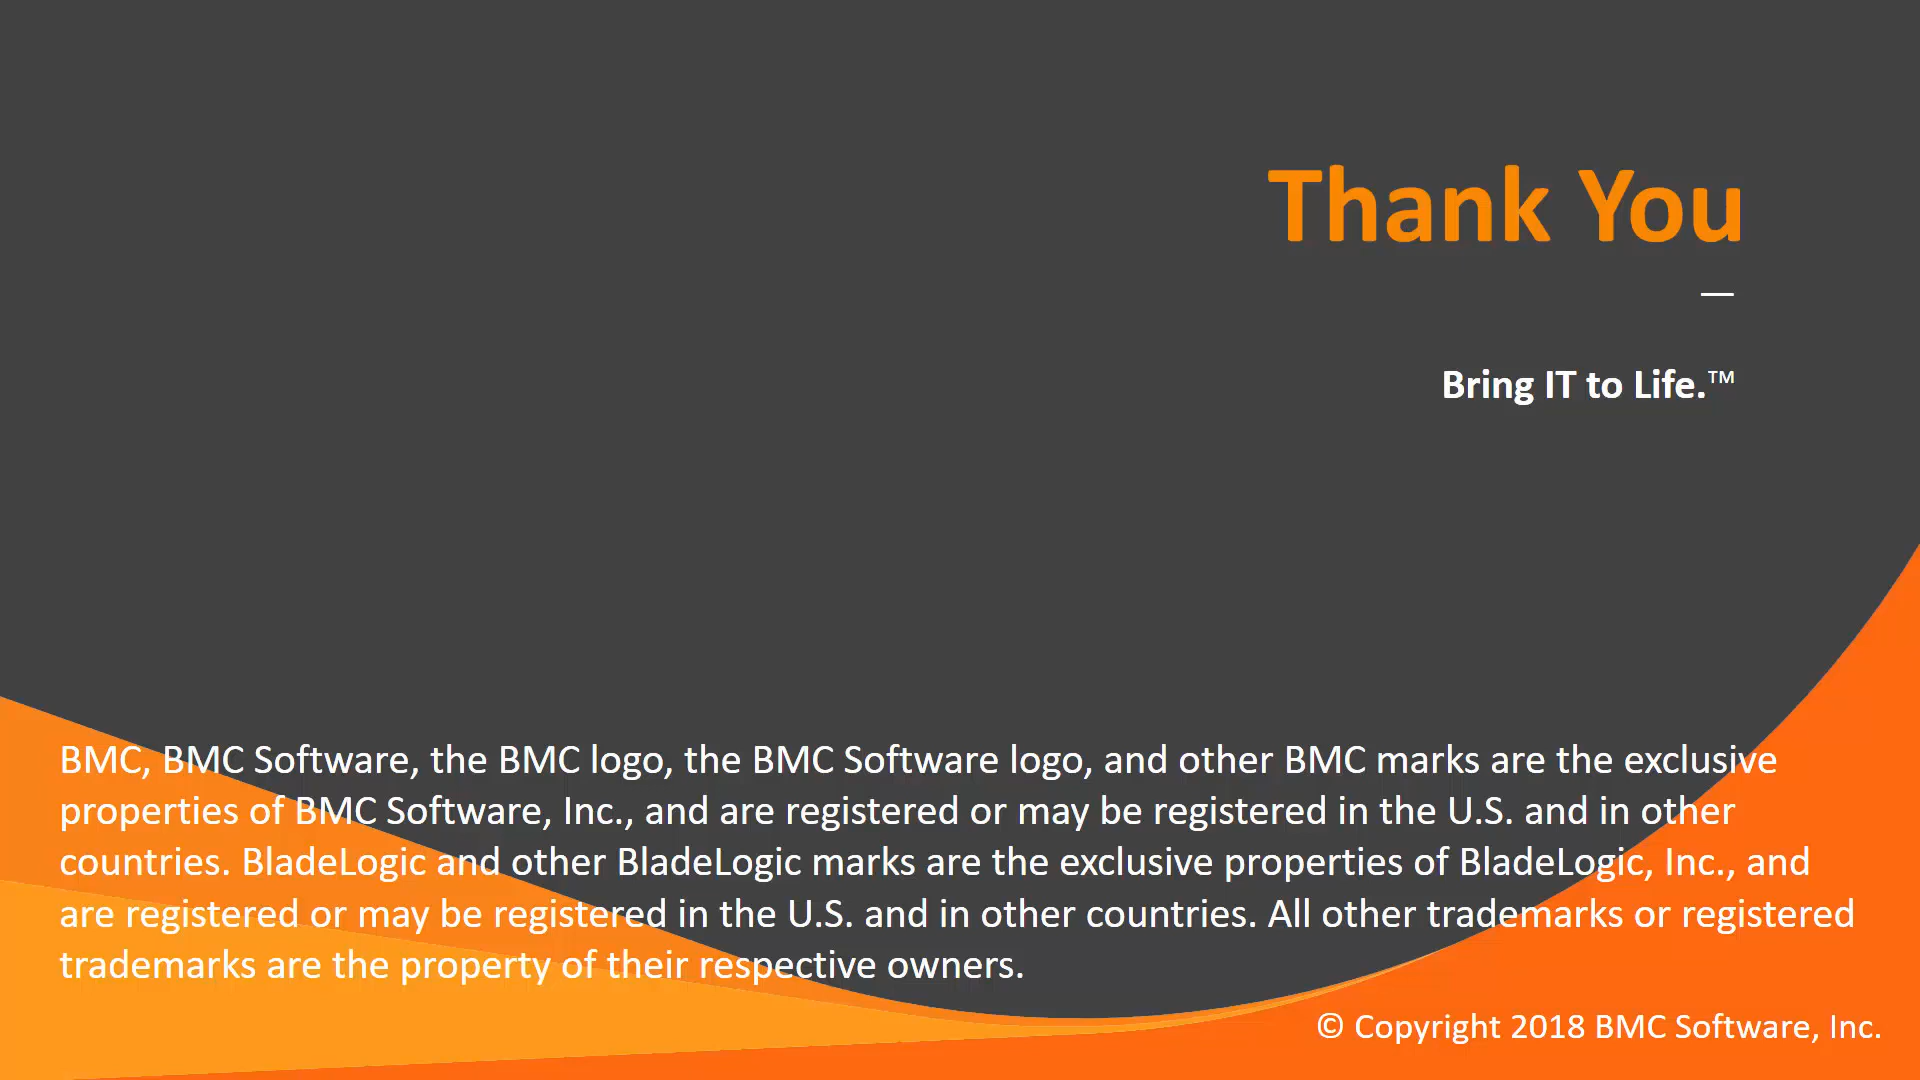 Thank You
Bring IT to Life.™
BMC, BMC Software, the BMC logo, the BMC Software logo, and other BMC marks are the exclusive
properties of BMC Software, Inc., and are registered or may be registered in the U.S. and in other
countries. BladeLogic and other BladeLogic marks are the exclusive properties of BladeLogic, Inc., and
are registered or may be registered in the U.S. and in other countries. All other trademarks or registered
trademarks are the property of their respective owners.
© Copyright 2018 BMC Software, Inc.